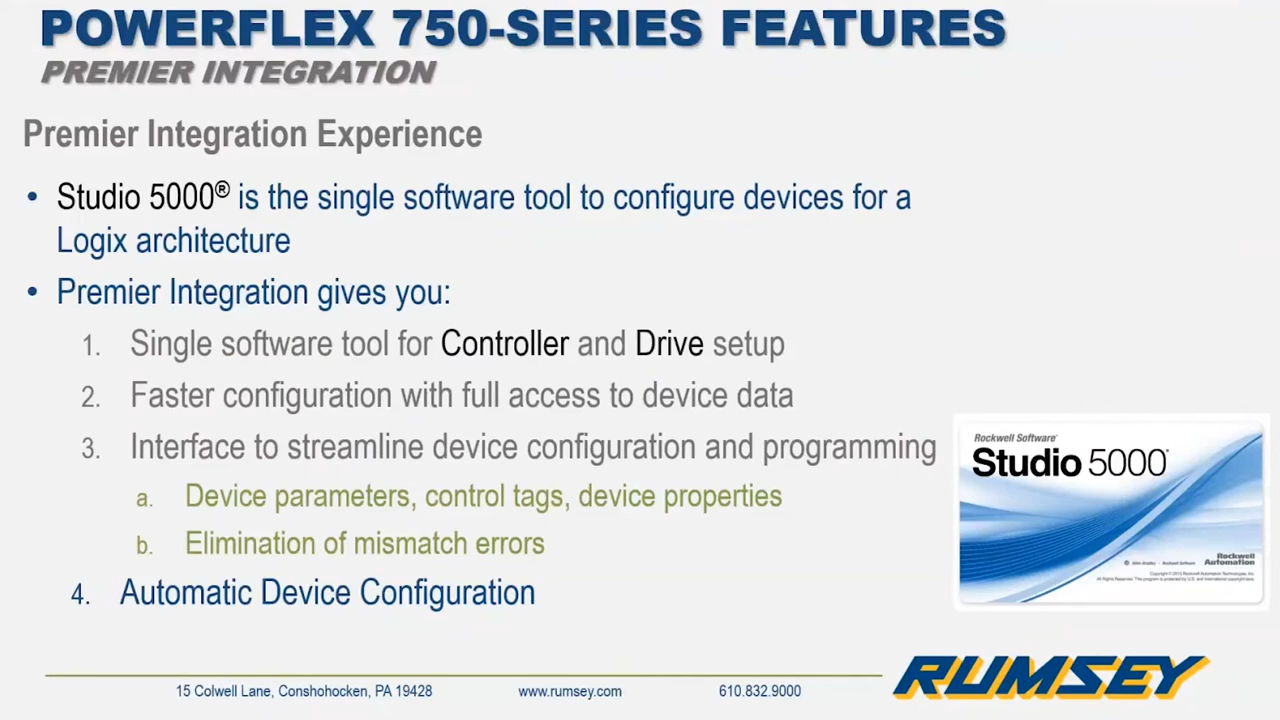 POWERFLEX 750-SERIES FEATURES
PREMIER INTEGRATION
Premier Integration Experience
• Studio 5000® is the single software tool to configure devices for a
Logix architecture
• Premier Integration gives you:
1. Single software tool for Controller and Drive setup
2. Faster configuration with full access to device data
3. Interface to streamline device configuration and programming
a. Device parameters, control tags, device properties
b. Elimination of mismatch errors
4. Automatic Device Configuration
Rockwell Software
Studio 5000
Allen-Bradley • Rockwell Software
Rockwell
Automation
RUMSEY
15 Colwell Lane, Conshohocken, PA 19428 www.rumsey.com 610.832.9000